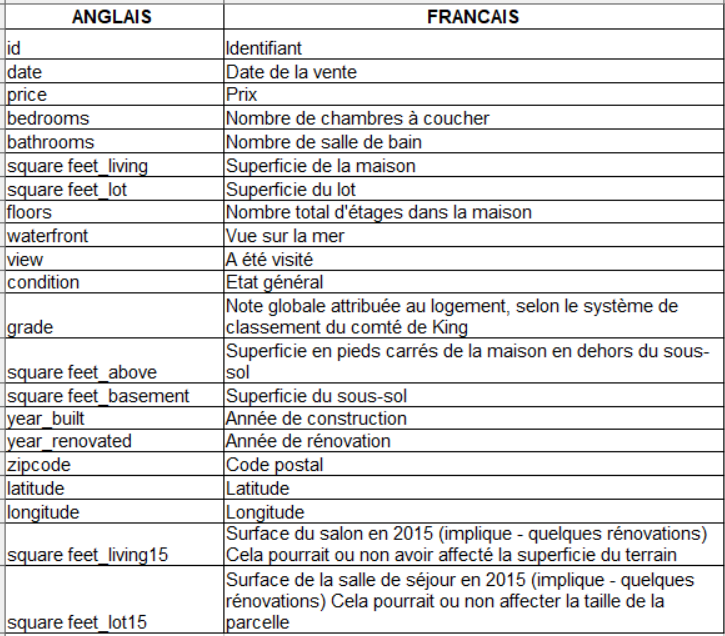 ANGLAIS FRANCAIS
id Identifiant
date Date de la vente
price Prix
bedrooms Nombre de chambres à coucher
bathrooms Nombre de salle de bain
square feet_living Superficie de la maison
square feet_lot Superficie du lot
floors Nombre total d'étages dans la maison
waterfront Vue sur la mer
view A été visité
condition Etat général
Note globale attribuée au logement, selon le système de
grade classement du comté de King
Superficie en pieds carrés de la maison en dehors du sous-
square feet_above sol
square feet_basement Superficie du sous-sol
year_built Année de construction
year_renovated Année de rénovation
zipcode Code postal
latitude Latitude
longitude Longitude
Surface du salon en 2015 (implique - quelques rénovations)
square feet_living15 Cela pourrait ou non avoir affecté la superficie du terrain
Surface de la salle de séjour en 2015 (implique - quelques
rénovations) Cela pourrait ou non affecter la taille de la
square feet_lot15 parcelle